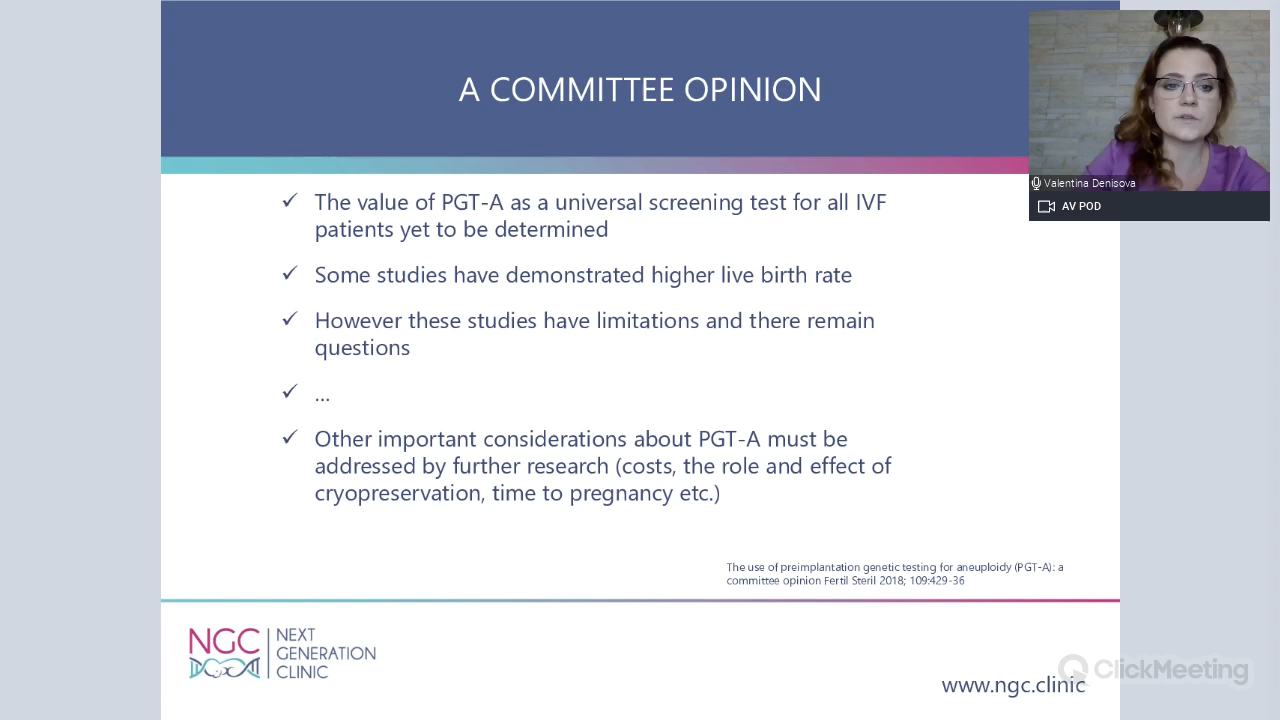 A COMMITTEE OPINION
Valentina Denisova
AV POD
✓ The value of PGT-A as a universal screening test for all IVF
patients yet to be determined
✓ Some studies have demonstrated higher live birth rate
✓ However these studies have limitations and there remain
questions
✓ ...
✓ Other important considerations about PGT-A must be
addressed by further research (costs, the role and effect of
cryopreservation, time to pregnancy etc.)
The use of preimplantation genetic testing for aneuploidy (PGT-A): a
committee opinion Fertil Steril 2018; 109:429-36
NGC
NEXT
GENERATION
CLINIC
ClickMeeting
www.ngc.clinic